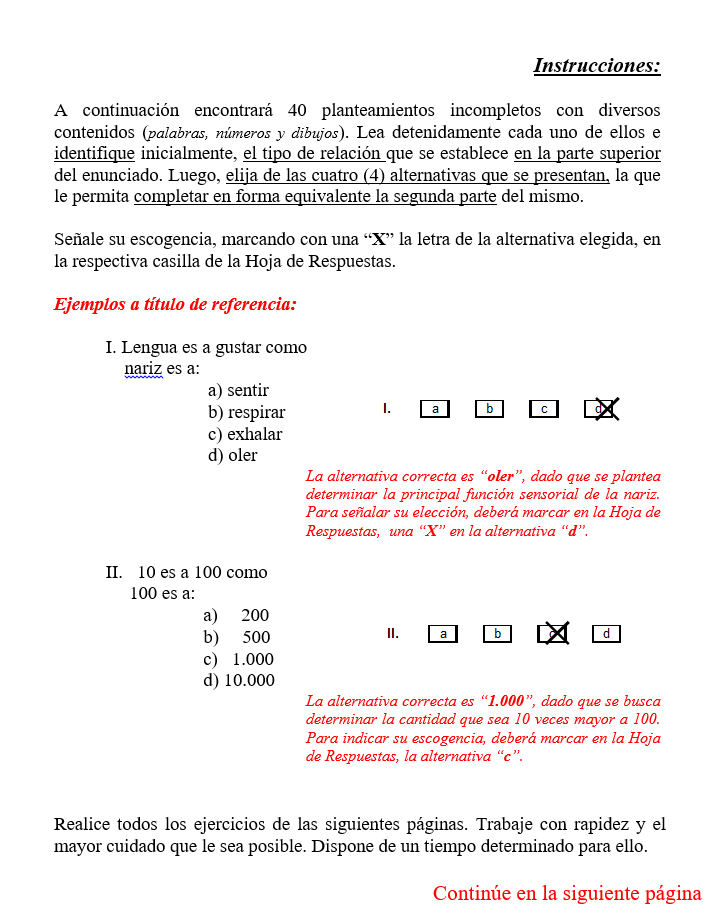 Instrucciones:
A continuación encontrará 40 planteamientos incompletos con diversos
contenidos (palabras, números y dibujos). Lea detenidamente cada uno de ellos e
identifique inicialmente, el tipo de relación que se establece en la parte superior
del enunciado. Luego, elija de las cuatro (4) alternativas que se presentan, la que
le permita completar en forma equivalente la segunda parte del mismo.
Señale su escogencia, marcando con una “X” la letra de la alternativa elegida, en
la respectiva casilla de la Hoja de Respuestas.
Ejemplos a título de referencia:
I. Lengua es a gustar como
nariz es a:
a) sentir
b) respirar
c) exhalar
d) oler
I. a b c d
La alternativa correcta es “oler”, dado que se plantea
determinar la principal función sensorial de la nariz.
Para señalar su elección, deberá marcar en la Hoja de
Respuestas, una “X” en la alternativa “d”.
II. 10 es a 100 como
100 es a:
a) 200
b) 500
c) 1.000
d) 10.000
II. a b c d
La alternativa correcta es “1.000”, dado que se busca
determinar la cantidad que sea 10 veces mayor a 100.
Para indicar su escogencia, deberá marcar en la Hoja
de Respuestas, la alternativa “c”.
Realice todos los ejercicios de las siguientes páginas. Trabaje con rapidez y el
mayor cuidado que le sea posible. Dispone de un tiempo determinado para ello.
Continúe en la siguiente página